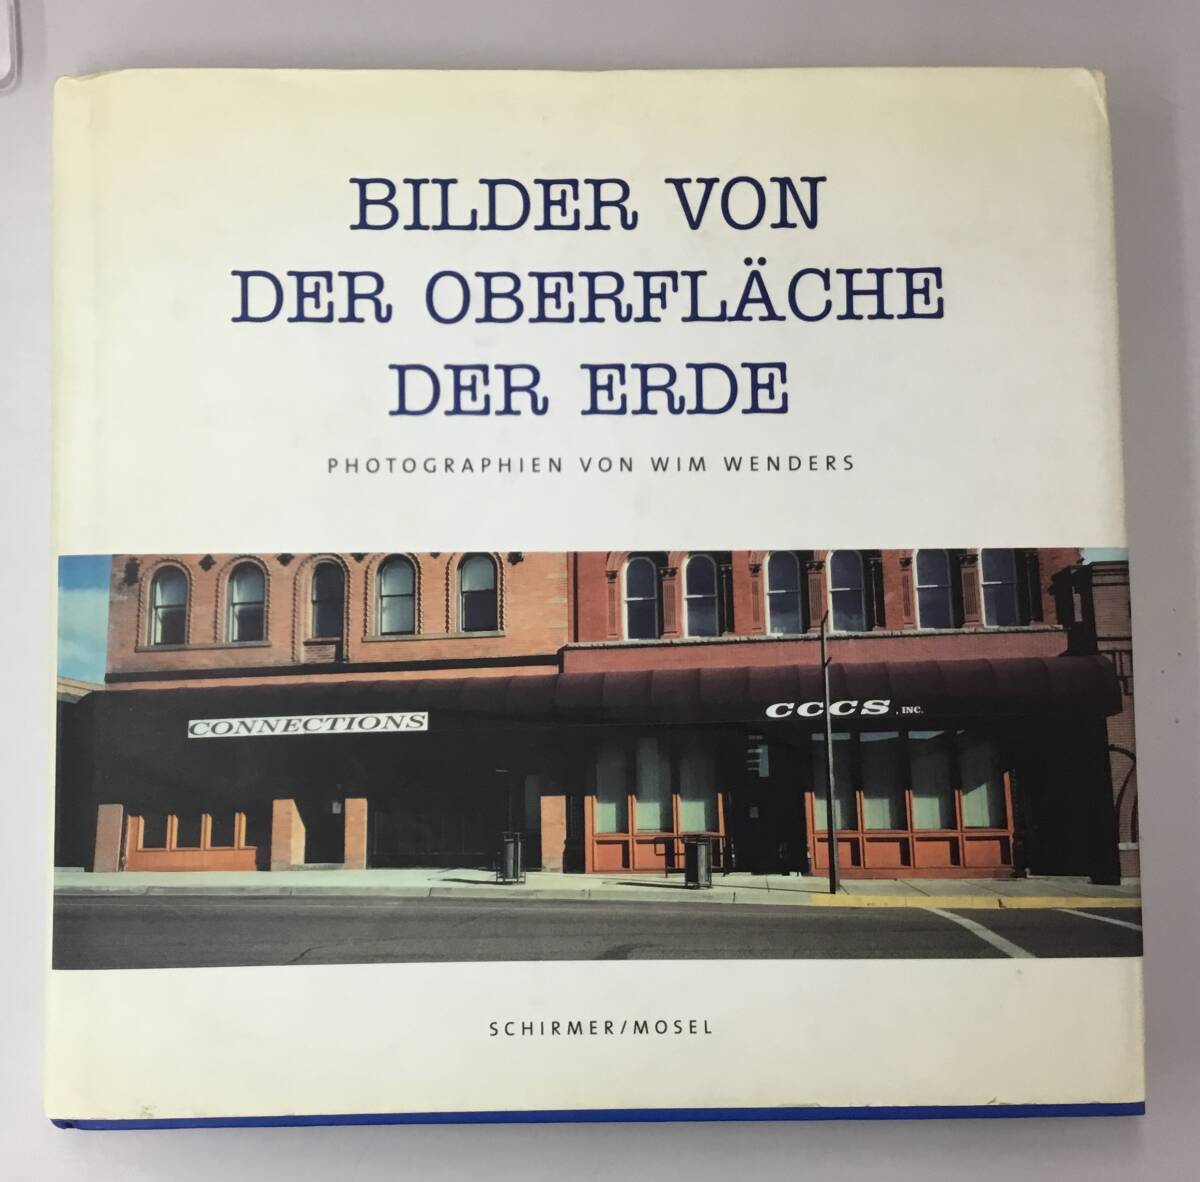 BILDER VON
DER OBERFLÄCHE
DER ERDE
PHOTOGRAPHIEN VON WIM WENDERS
CONNECTIONS
CCCS, INC.
SCHIRMER/MOSEL